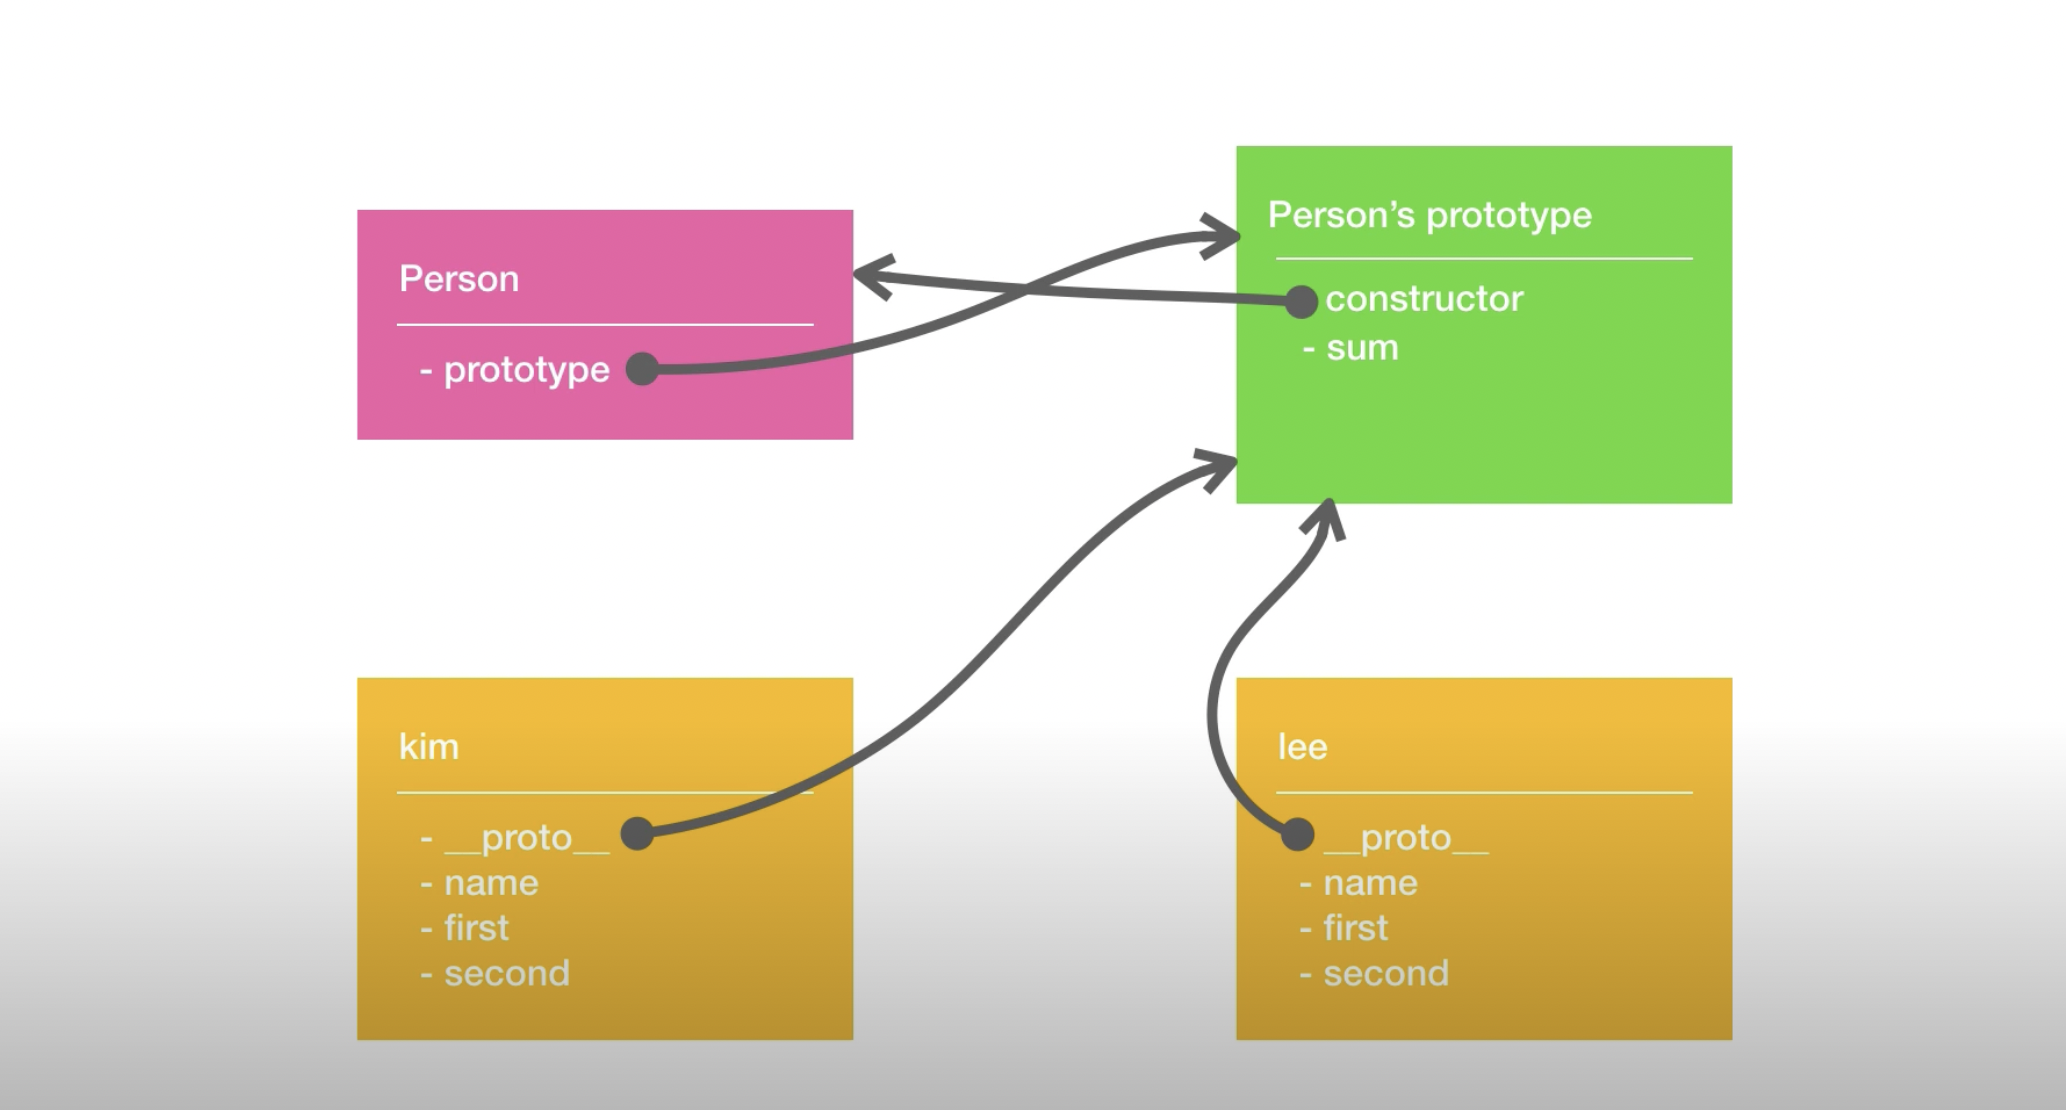 Person
- prototype
Person’s prototype
constructor
- sum
kim
- __proto__
- name
- first
- second
lee
__proto__
- name
- first
- second